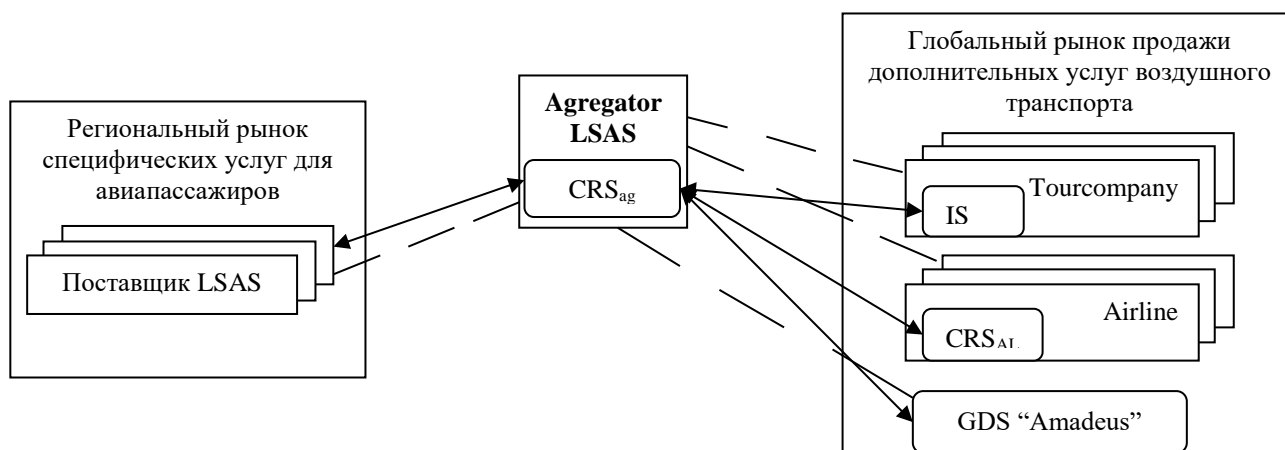 Региональный рынок
специфических услуг для
авиапассажиров
Поставщик LSAS
Agregator
LSAS
CRSag
Глобальный рынок продажи
дополнительных услуг воздушного
транспорта
Tourcompany
IS
Airline
CRSAL
GDS “Amadeus”